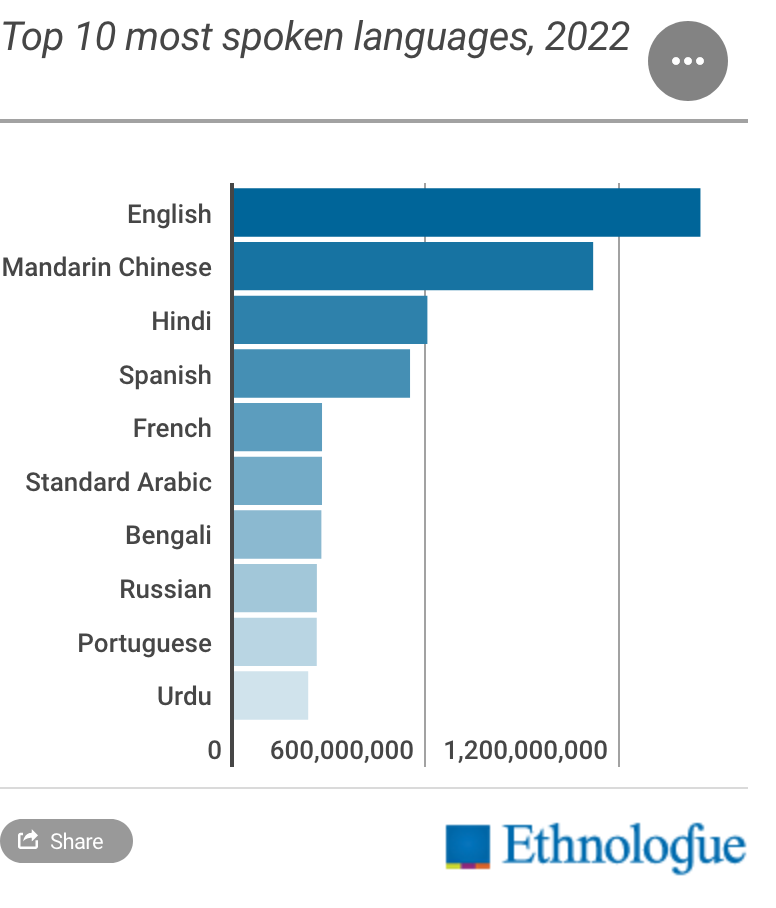 Top 10 most spoken languages, 2022
English
Mandarin Chinese
Hindi
Spanish
French
Standard Arabic
Bengali
Russian
Portuguese
Urdu
0 600,000,000 1,200,000,000
Share
Ethnologue